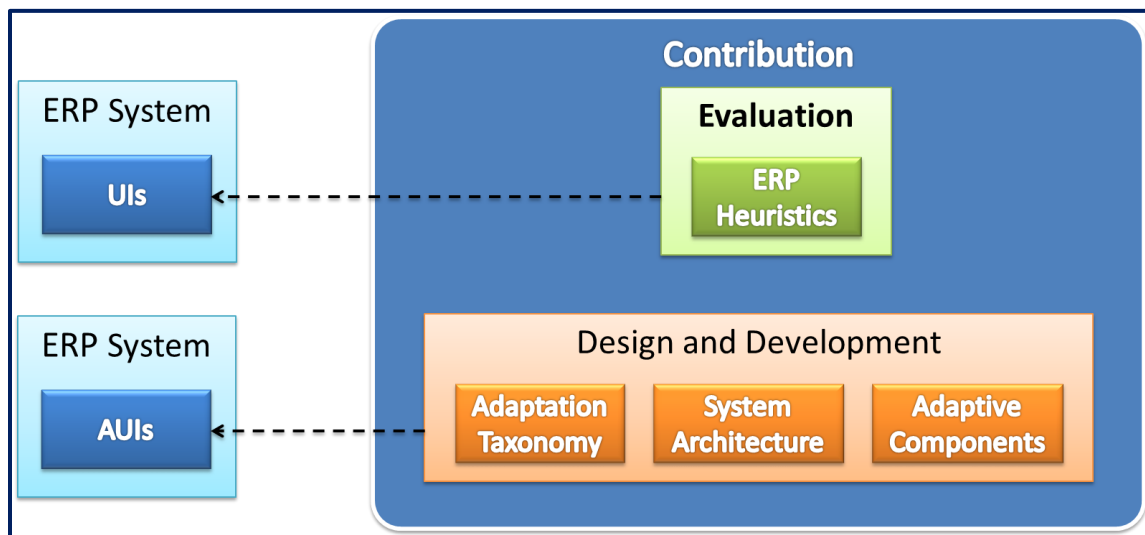 Contribution
ERP System
UIs
Evaluation
ERP
Heuristics
ERP System
AUIs
Design and Development
Adaptation
Taxonomy
System
Architecture
Adaptive
Components